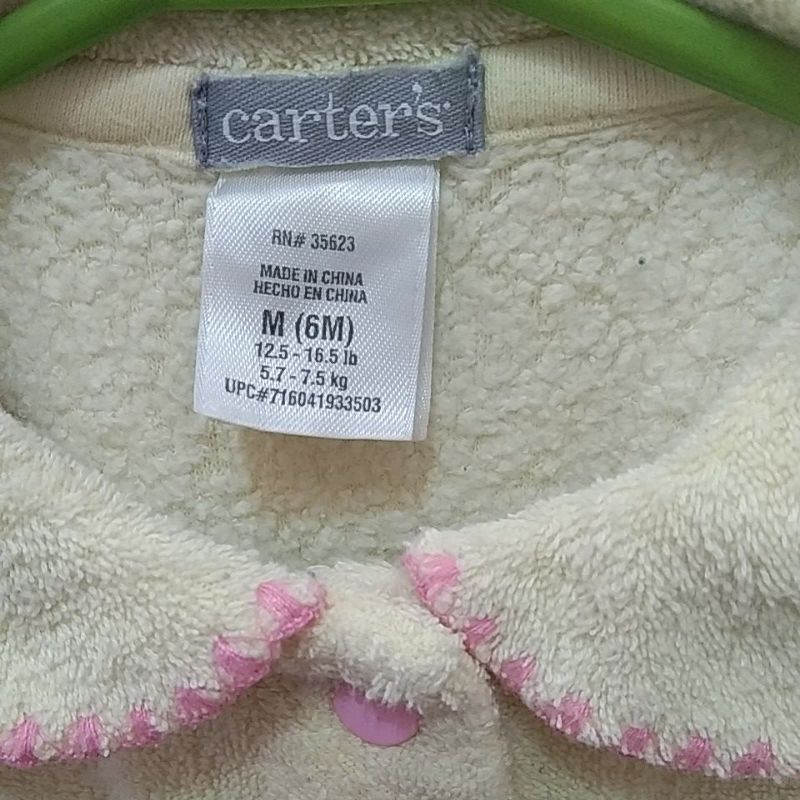 carter's
RN# 35623
MADE IN CHINA
HECHO EN CHINA
M (6M)
12.5 - 16.5 lb
5.7 - 7.5 kg
UPC#716041933503